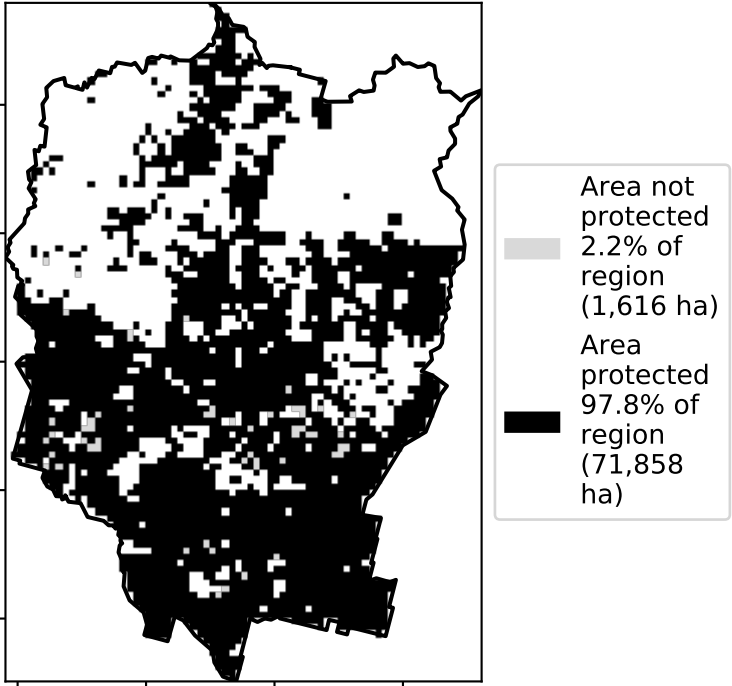 Area not
protected
2.2% of
region
(1,616 ha)
Area
protected
97.8% of
region
(71,858
ha)